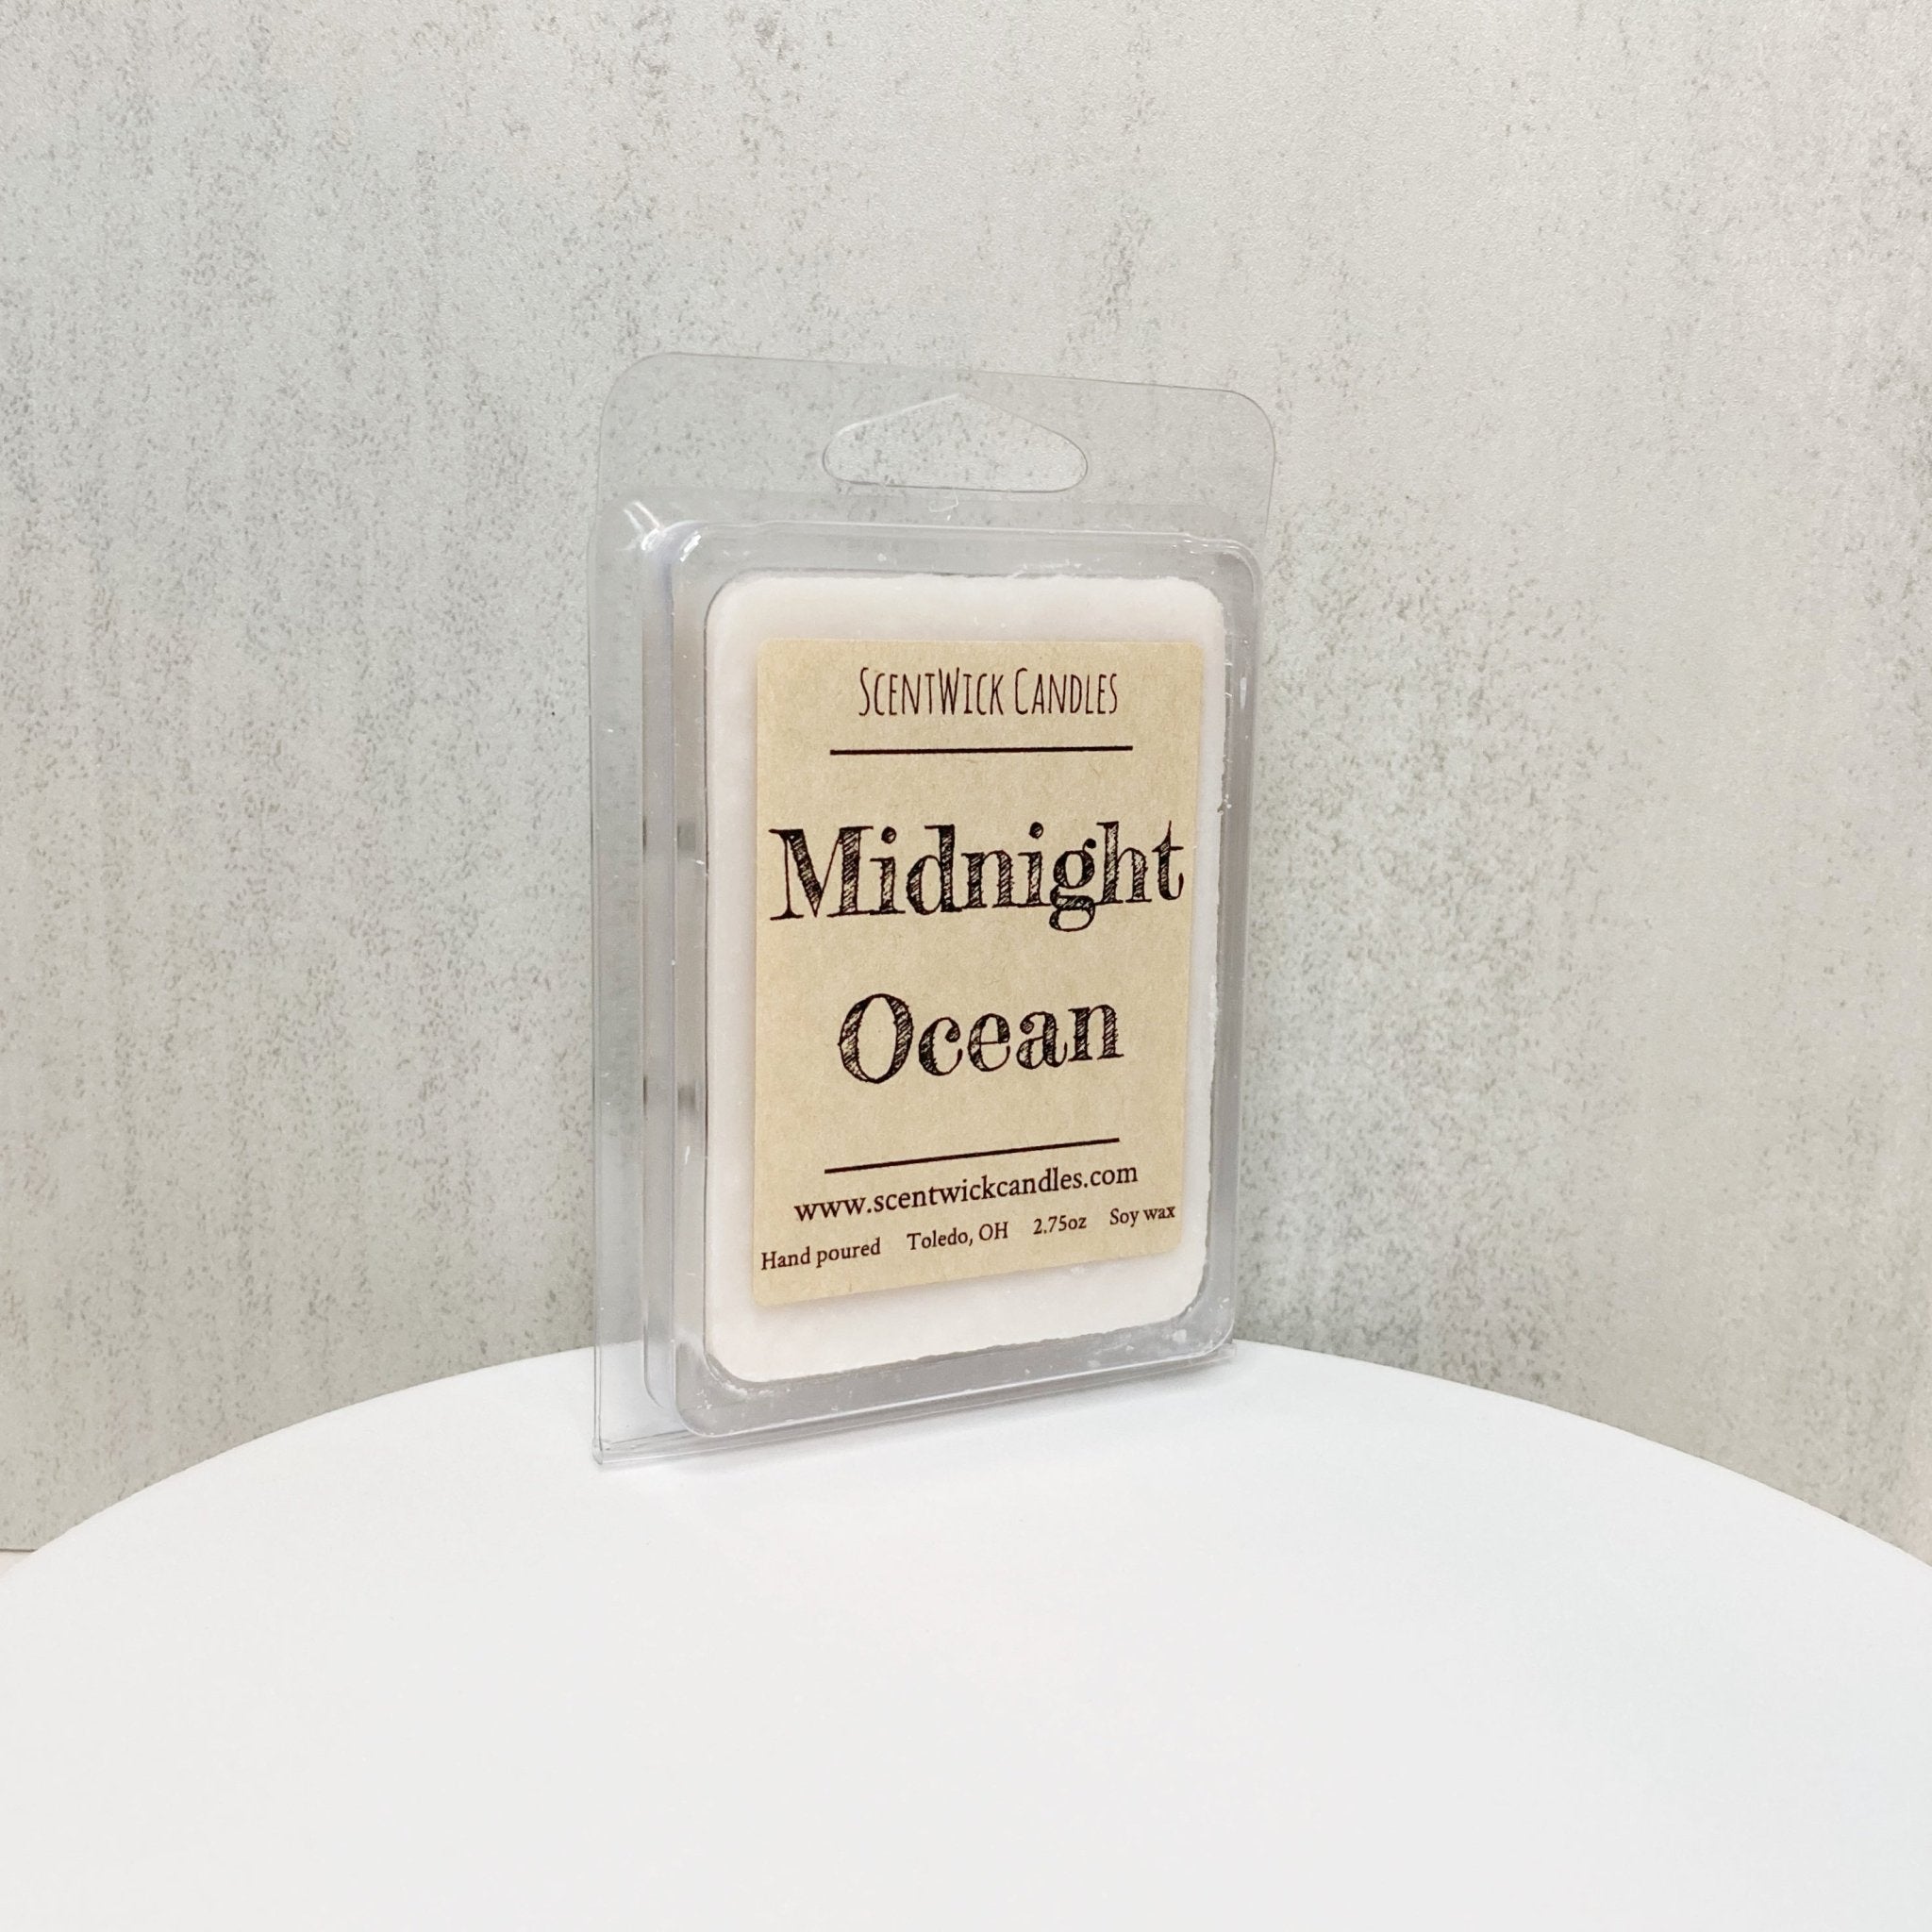 ScentWick Candles
Midnight
Ocean
www.scentwickcandles.com
Hand poured Toledo, OH 2.75oz Soy wax